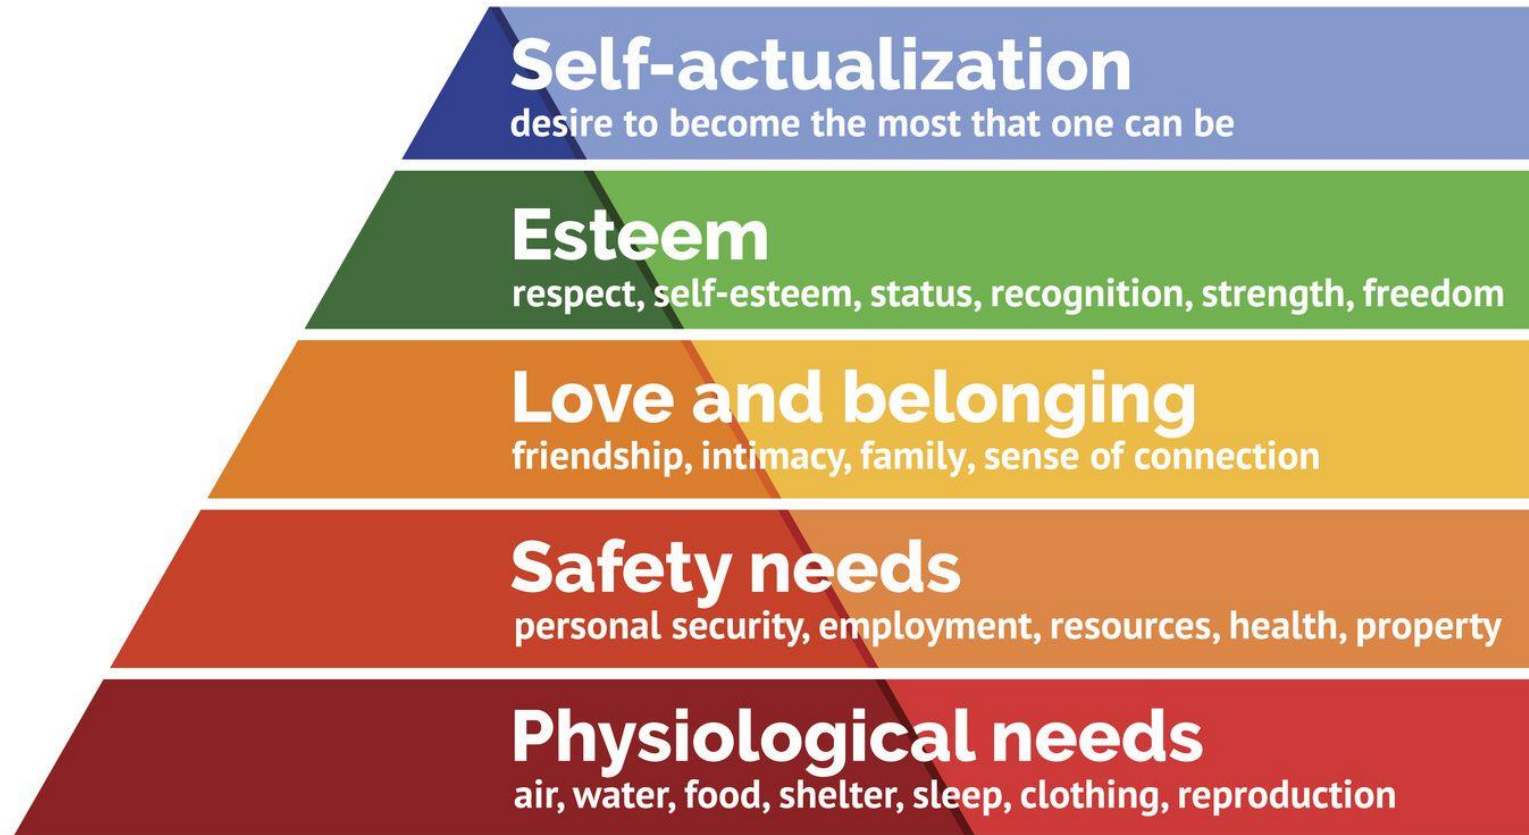 Self-actualization
desire to become the most that one can be
Esteem
respect, self-esteem, status, recognition, strength, freedom
Love and belonging
friendship, intimacy, family, sense of connection
Safety needs
personal security, employment, resources, health, property
Physiological needs
air, water, food, shelter, sleep, clothing, reproduction